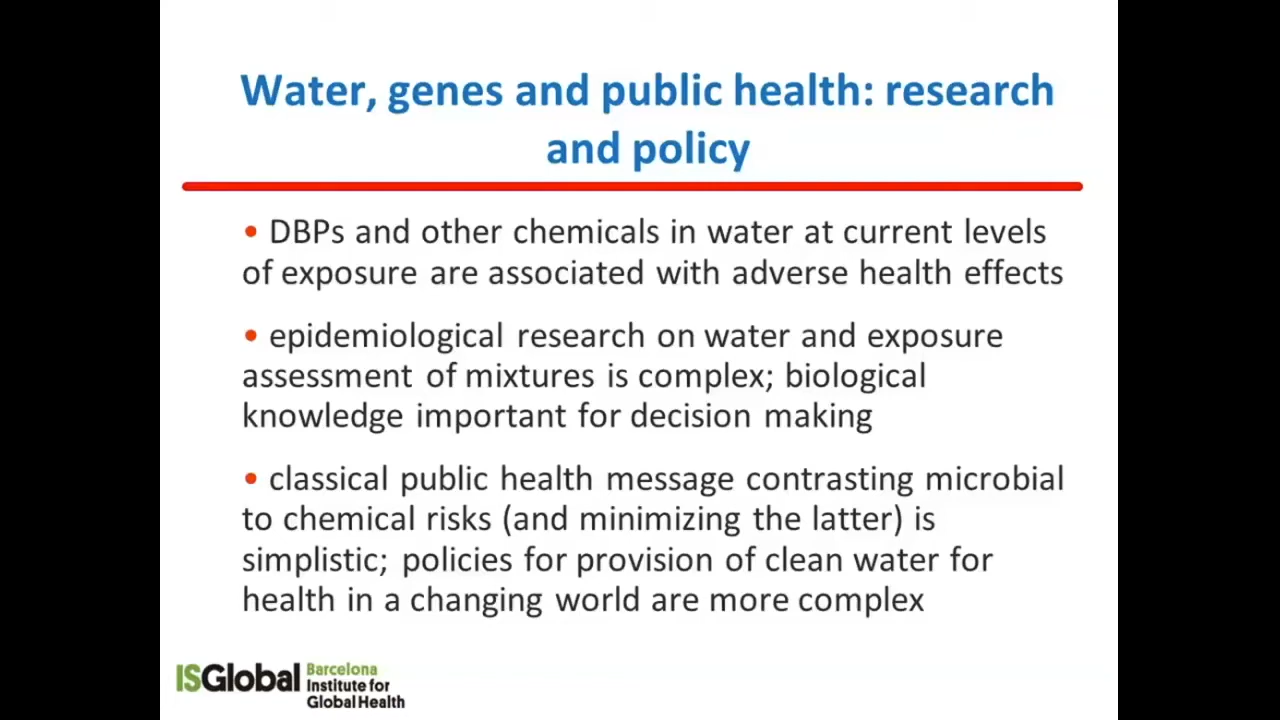 Water, genes and public health: research
and policy
• DBPs and other chemicals in water at current levels
of exposure are associated with adverse health effects
• epidemiological research on water and exposure
assessment of mixtures is complex; biological
knowledge important for decision making
• classical public health message contrasting microbial
to chemical risks (and minimizing the latter) is
simplistic; policies for provision of clean water for
health in a changing world are more complex
ISGlobal
Barcelona
Institute for
Global Health